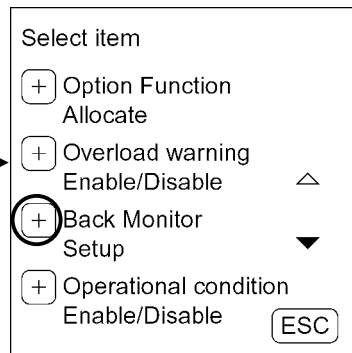 Select item
+ Option Function
Allocate
+ Overload warning
Enable/Disable
+ Back Monitor
Setup
+ Operational condition
Enable/Disable
ESC